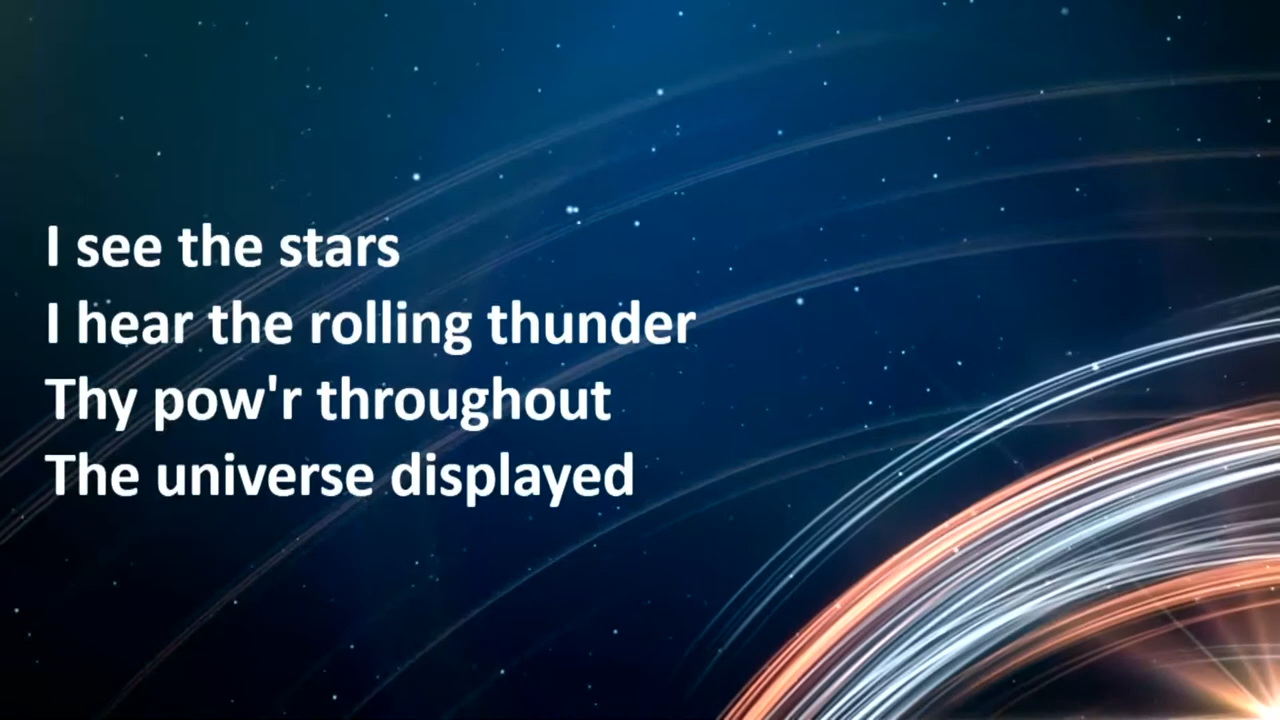 I see the stars
I hear the rolling thunder
Thy pow'r throughout
The universe displayed